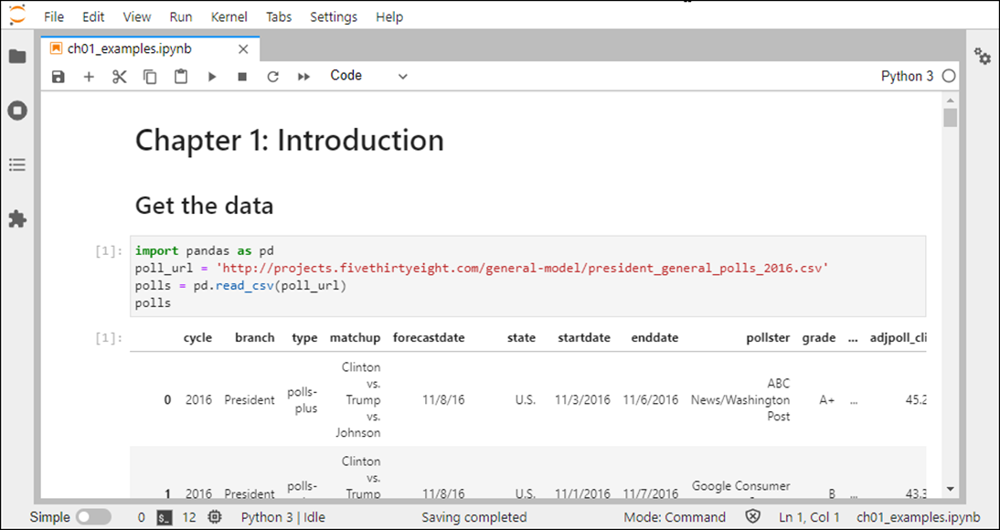 File Edit View Run Kernel Tabs Settings Help
ch01_examples.ipynb
Code
Python 3
Chapter 1: Introduction
Get the data
[1]: import pandas as pd
poll_url = 'http://projects.fivethirtyeight.com/general-model/president_general_polls_2016.csv'
polls = pd.read_csv(poll_url)
polls
[1]: cycle branch type matchup forecastdate state startdate enddate pollster grade ... adjpoll_cli
Clinton
vs.
0 2016 President polls-plus Trump 11/8/16 U.S. 11/3/2016 11/6/2016 ABC News/Washington Post A+ ... 45.2
vs.
Johnson
Clinton
vs.
1 2016 President polls- Trump 11/8/16 U.S. 11/1/2016 11/7/2016 Google Consumer B ... 43.3
vs.
Simple 0 $_ 12 Python 3 | Idle Saving completed Mode: Command Ln 1, Col 1 ch01_examples.ipynb